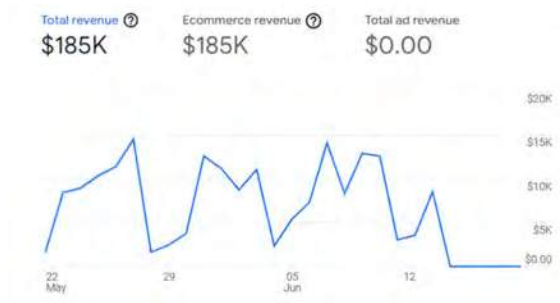 Total revenue ? Ecommerce revenue ? Total ad revenue
$185K $185K $0.00
$20K
$15K
$10K
$5K
$0.00
22 29 05 12
May Jun